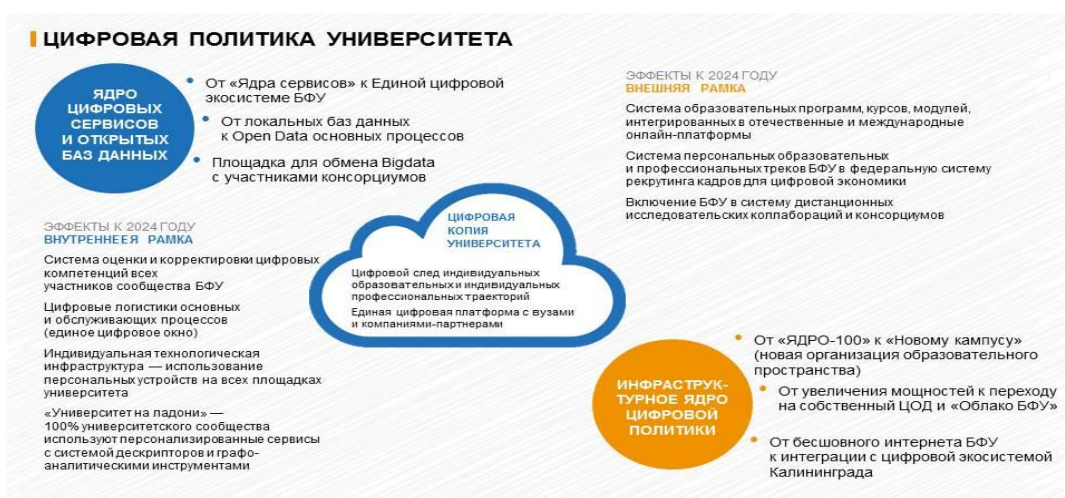 ЦИФРОВАЯ ПОЛИТИКА УНИВЕРСИТЕТА
ЯДРО
ЦИФРОВЫХ
СЕРВИСОВ
И ОТКРЫТЫХ
БАЗ ДАННЫХ
• От «Ядра сервисов» к Единой цифровой
экосистеме БФУ
• От локальных баз данных
к Open Data основных процессов
• Площадка для обмена Bigdata
с участниками консорциумов
ЭФФЕКТЫ К 2024 ГОДУ
ВНЕШНЯЯ РАМКА
Система образовательных программ, курсов, модулей,
интегрированных в отечественные и международные
онлайн-платформы
Система персональных образовательных
и профессиональных треков БФУ в федеральную систему
рекрутинга кадров для цифровой экономики
Включение БФУ в систему дистанционных
исследовательских коллабораций и консорциумов
ЭФФЕКТЫ К 2024 ГОДУ
ВНУТРЕННЕЕЯ РАМКА
Система оценки и корректировки цифровых
компетенций всех
участников сообщества БФУ
Цифровые логистики основных
и обслуживающих процессов
(единое цифровое окно)
Индивидуальная технологическая
инфраструктура — использование
персональных устройств на всех площадках
университета
«Университет на ладони» —
100% университетского сообщества
используют персонализированные сервисы
с системой дескрипторов и графо-
аналитическими инструментами
ЦИФРОВАЯ
КОПИЯ
УНИВЕРСИТЕТА
Цифровой след индивидуальных
образовательных и индивидуальных
профессиональных траекторий
Единая цифровая платформа с вузами
и компаниями-партнерами
ИНФРАСТРУК-
ТУРНОЕ ЯДРО
ЦИФРОВОЙ
ПОЛИТИКИ
• От «ЯДРО-100» к «Новому кампусу»
(новая организация образовательного
пространства)
• От увеличения мощностей к переходу
на собственный ЦОД и «Облако БФУ»
• От бесшовного интернета БФУ
к интеграции с цифровой экосистемой
Калининграда